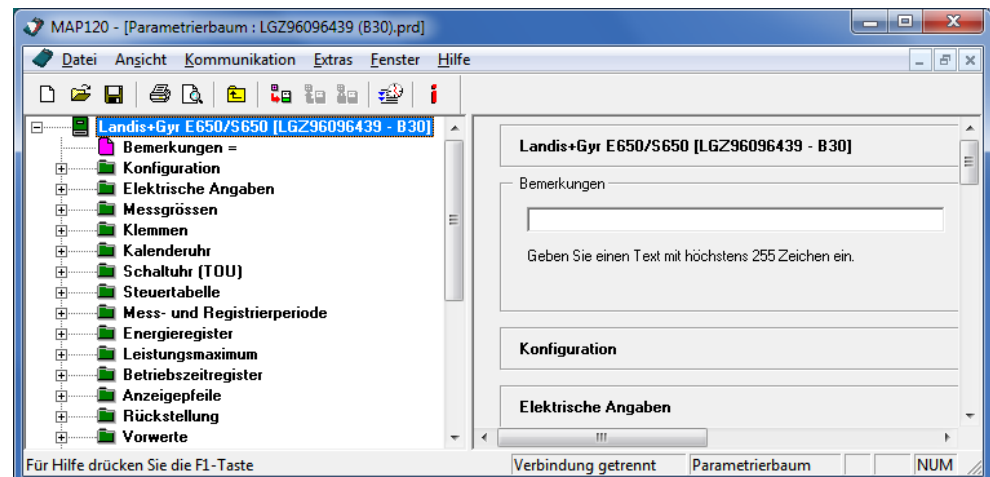 MAP120 - [Parametrierbaum : LGZ96096439 (B30).prd]
Datei Ansicht Kommunikation Extras Fenster Hilfe
Landis+Gyr E650/S650 [LGZ96096439 - B30]
Bemerkungen =
Konfiguration
Elektrische Angaben
Messgrössen
Klemmen
Kalenderuhr
Schaltuhr (TOU)
Steuertabelle
Mess- und Registrierperiode
Energieregister
Leistungsmaximum
Betriebszeitregister
Anzeigepfeile
Rückstellung
Vorwerte
Landis+Gyr E650/S650 [LGZ96096439 - B30]
Bemerkungen
Geben Sie einen Text mit höchstens 255 Zeichen ein.
Konfiguration
Elektrische Angaben
Für Hilfe drücken Sie die F1-Taste
Verbindung getrennt
Parametrierbaum
NUM